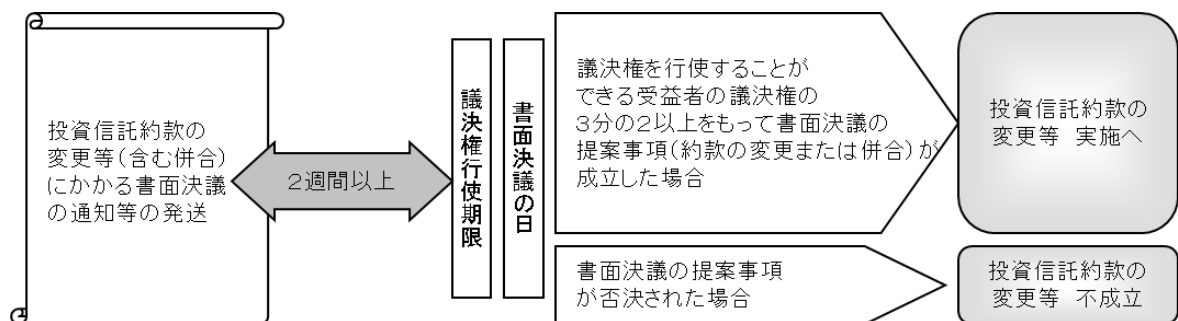 投資信託約款の
変更等(含む併合)
にかかる書面決議
の通知等の発送
2週間以上
議決権行使期限
書面決議の日
議決権を行使することが
できる受益者の議決権の
3分の2以上をもって書面決議の
提案事項(約款の変更または併合)が
成立した場合
投資信託約款の
変更等 実施へ
書面決議の提案事項
が否決された場合
投資信託約款の
変更等 不成立